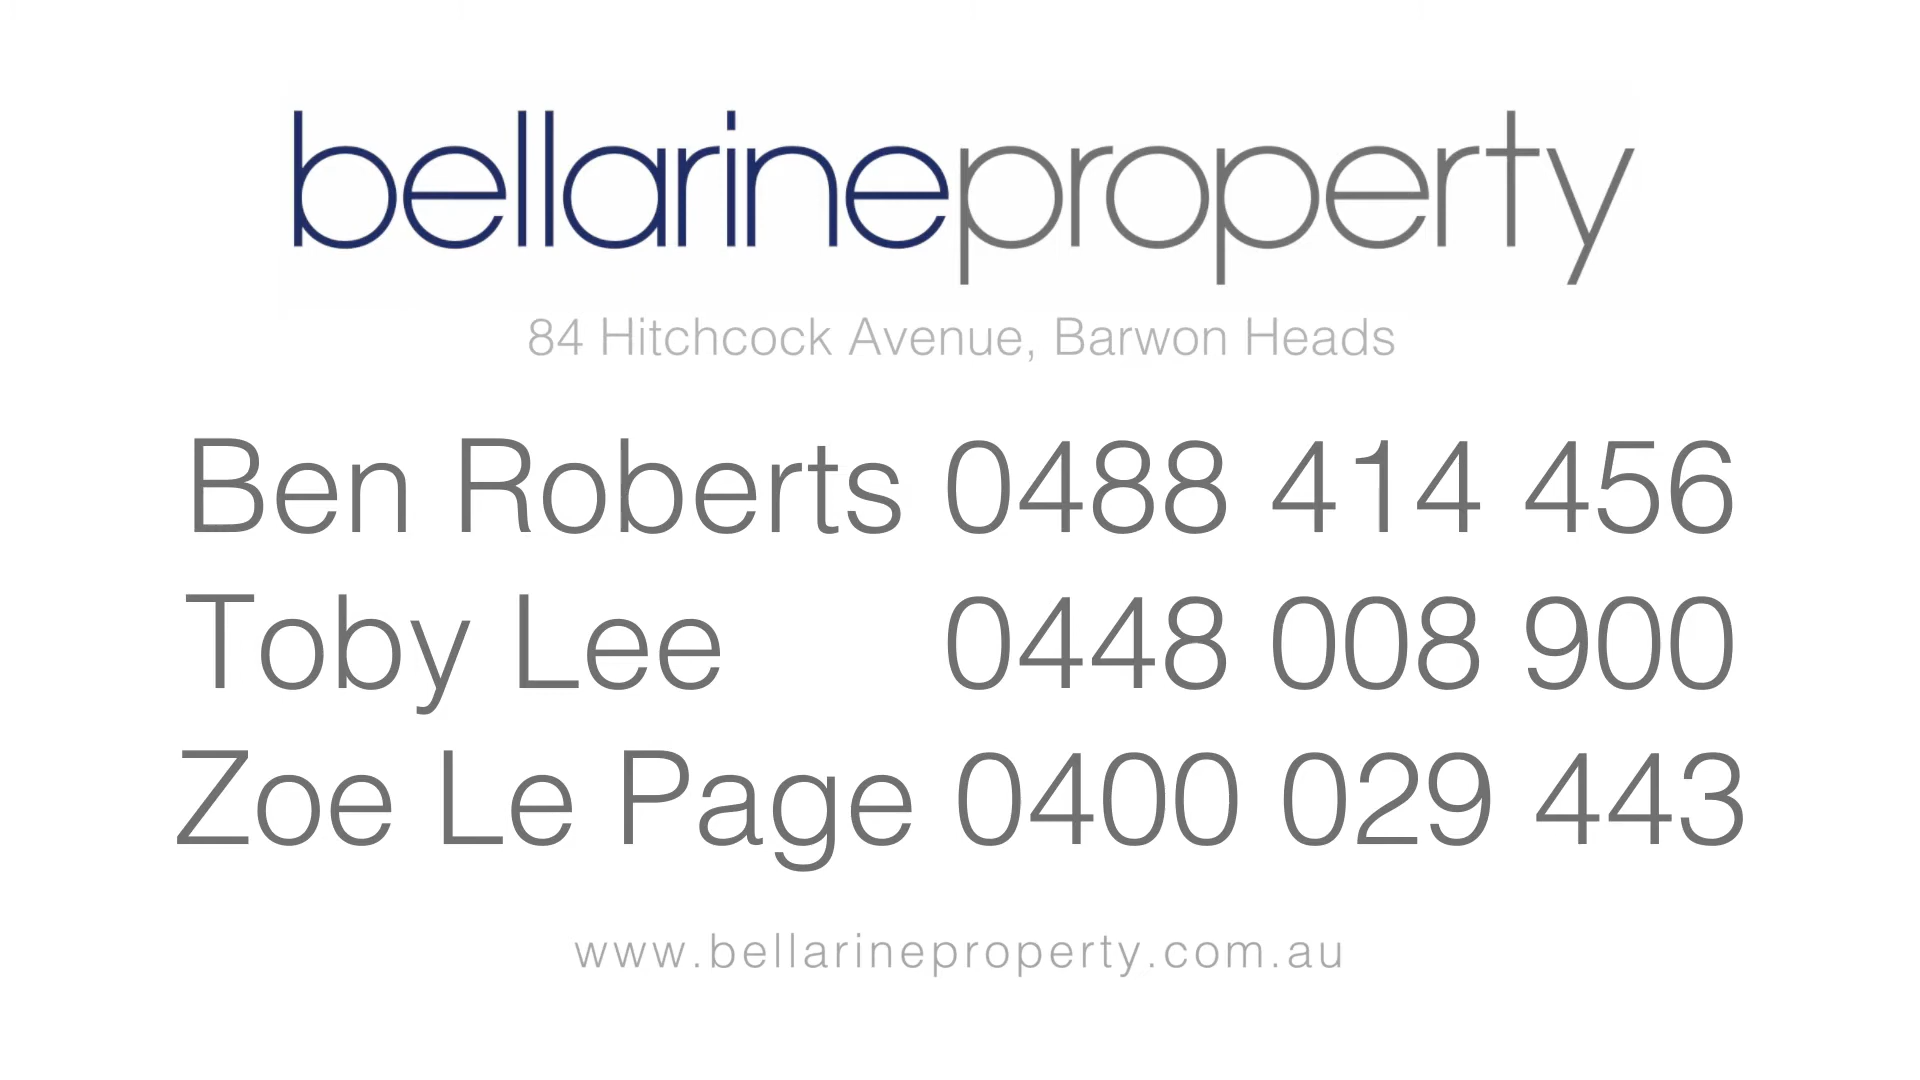 bellarineproperty
84 Hitchcock Avenue, Barwon Heads
Ben Roberts 0488 414 456
Toby Lee 0448 008 900
Zoe Le Page 0400 029 443
www.bellarineproperty.com.au